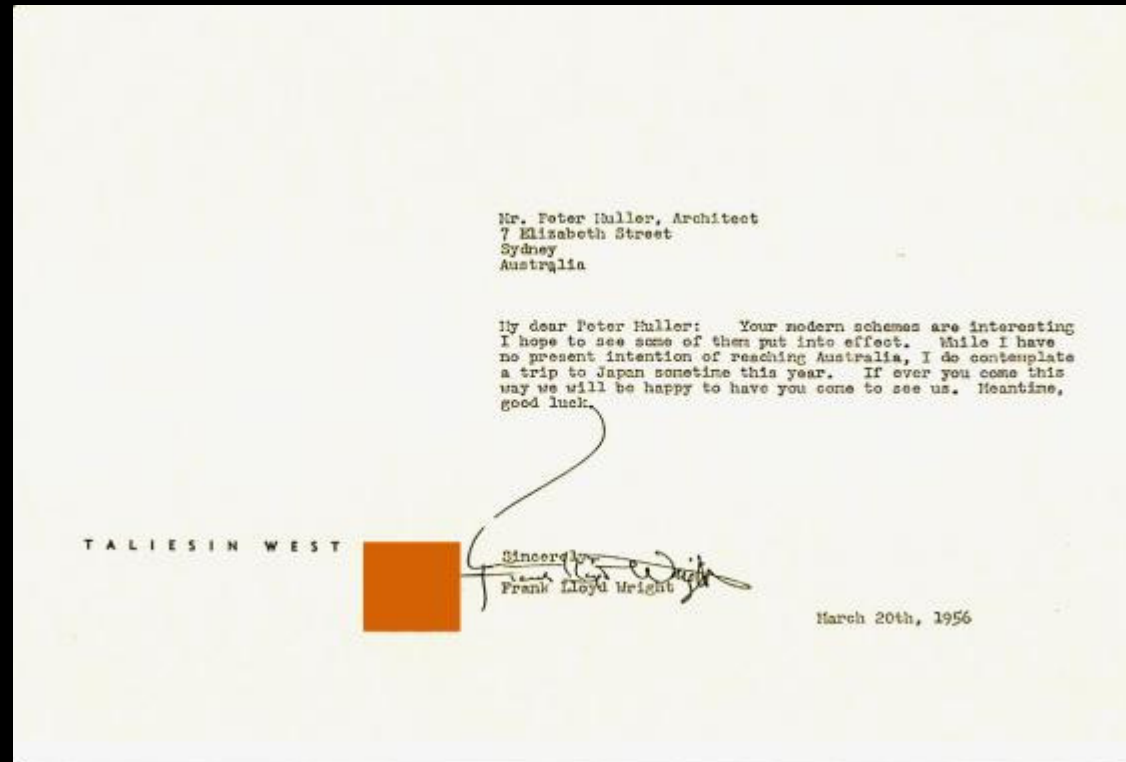 Mr. Peter Muller, Architect
7 Elizabeth Street
Sydney
Australia
My dear Peter Muller: Your modern schemes are interesting
I hope to see some of them put into effect. While I have
no present intention of reaching Australia, I do contemplate
a trip to Japan sometime this year. If ever you come this
way we will be happy to have you come to see us. Meantime,
good luck.
TALIESIN WEST
Sincerely,
Frank Lloyd Wright
Frank Lloyd Wright
March 20th, 1956